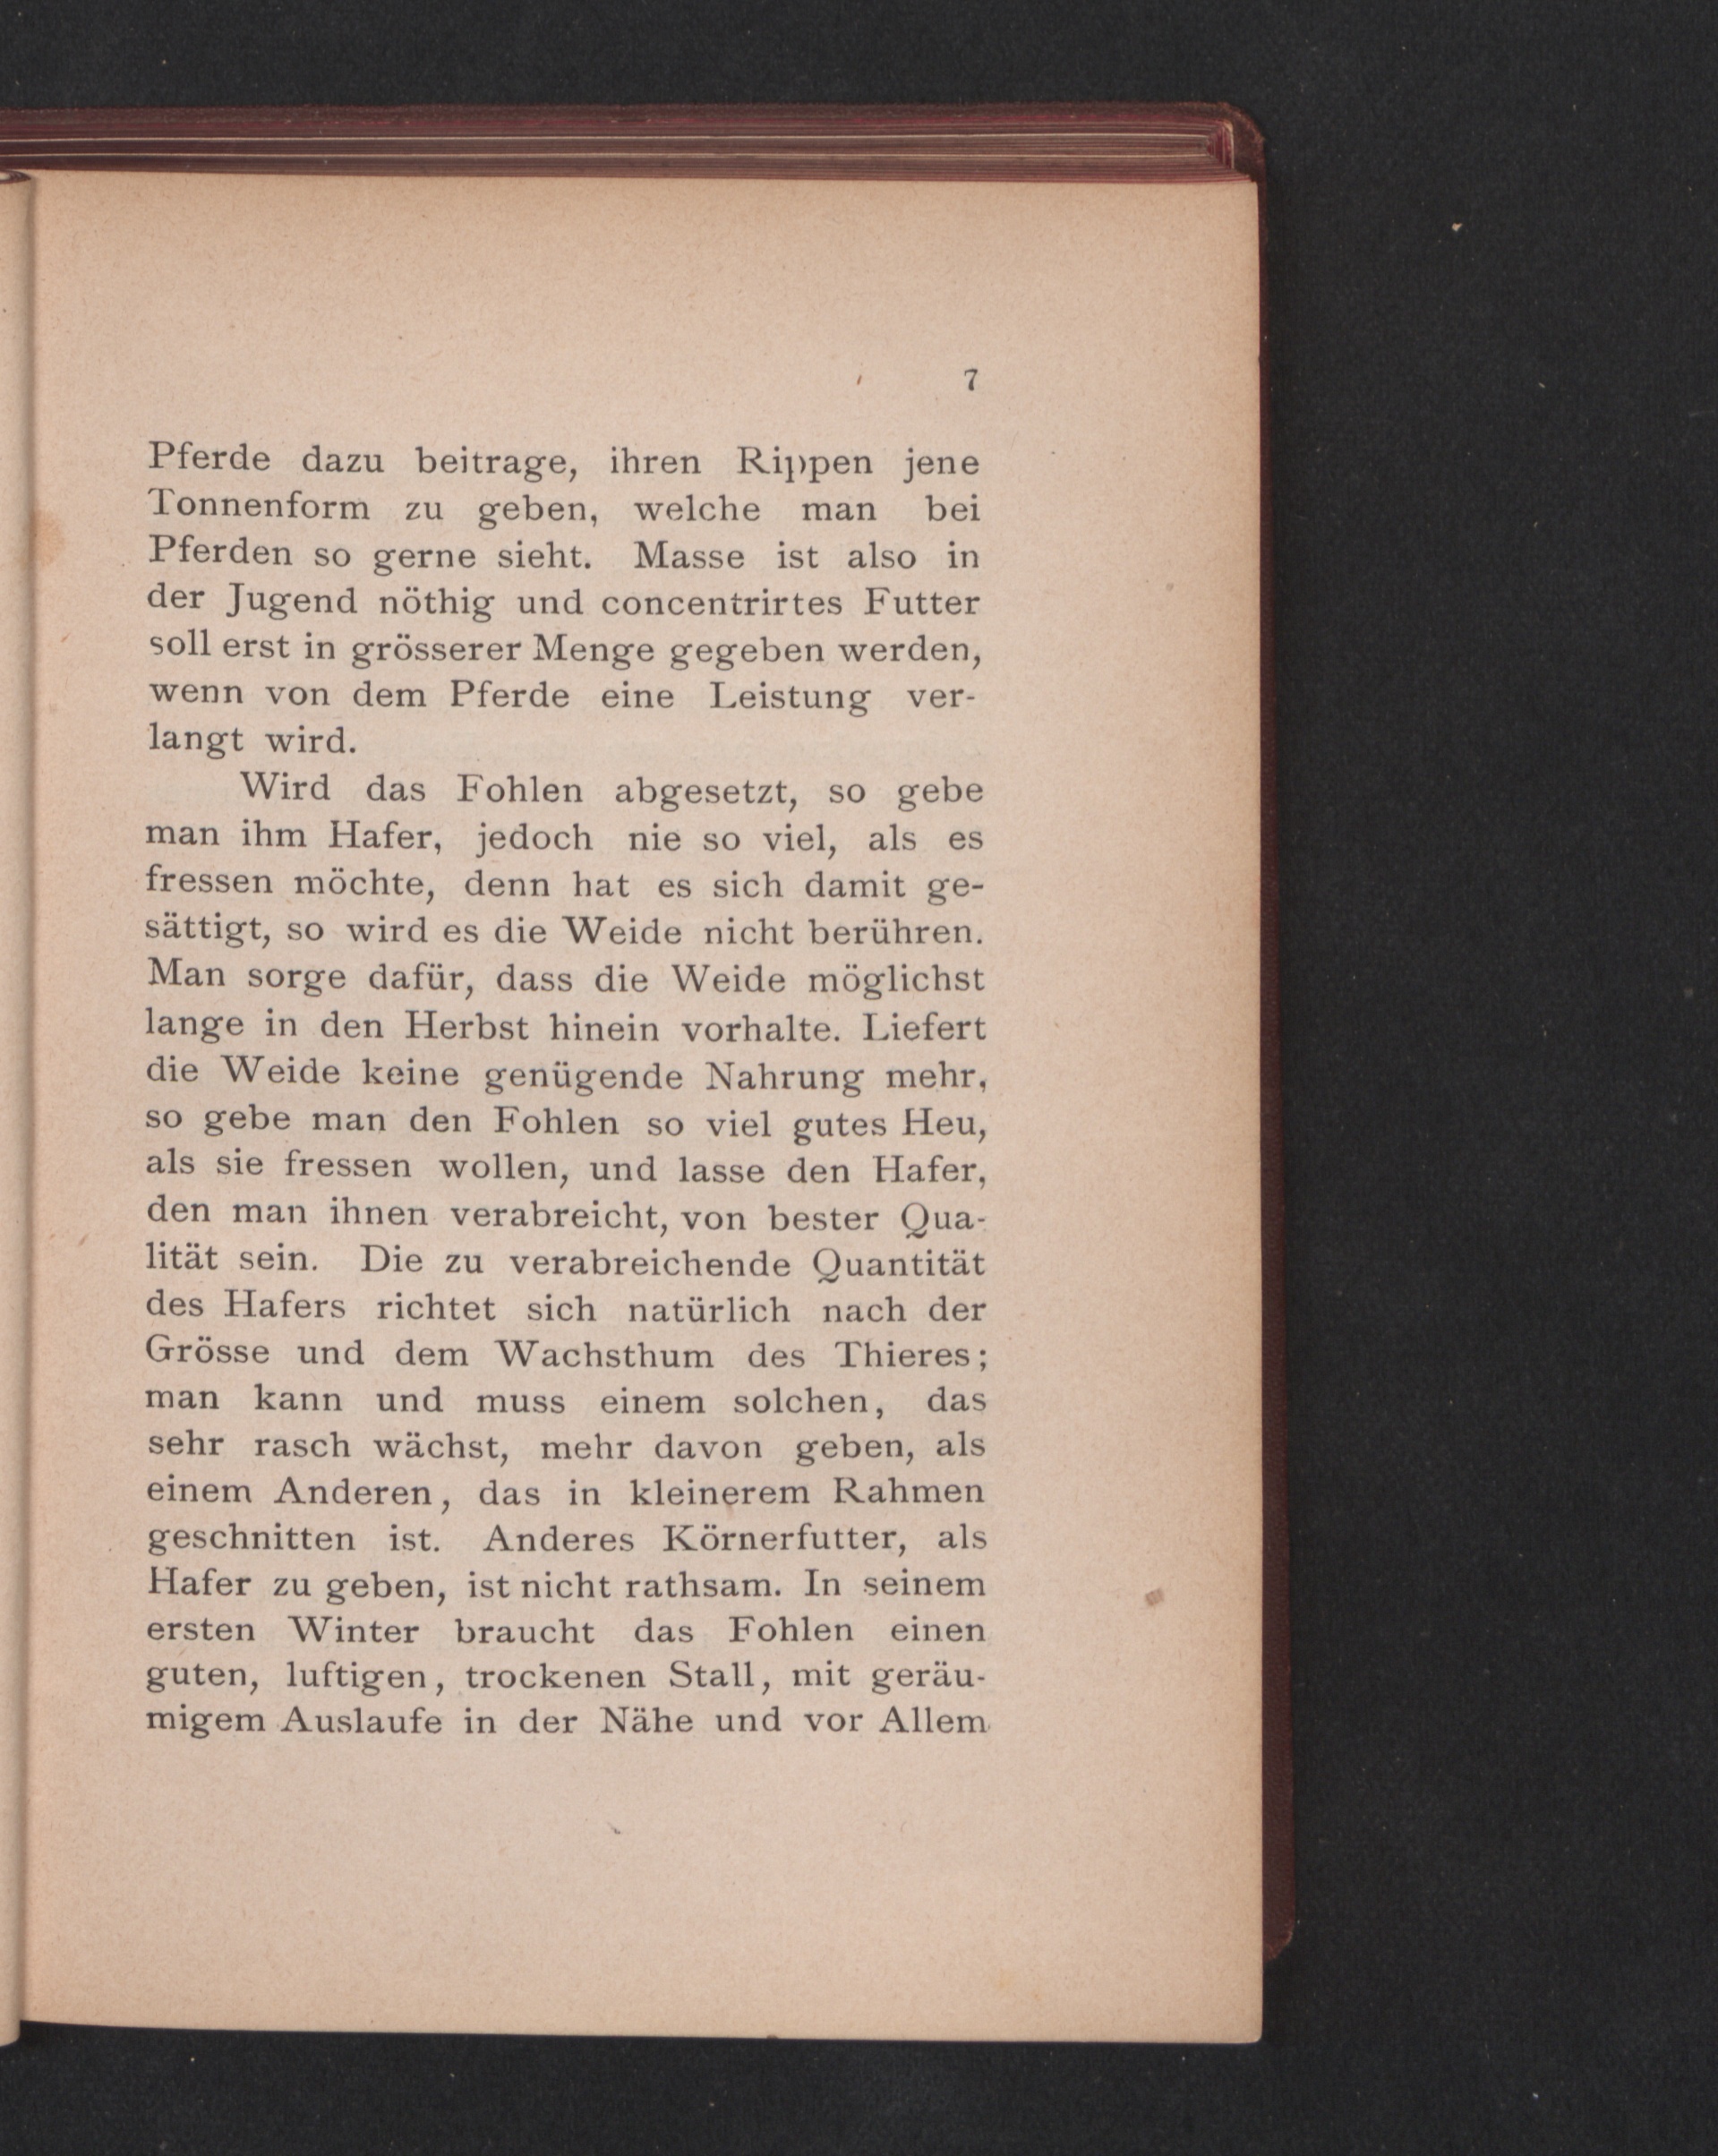 7
Pferde dazu beitrage, ihren Rippen jene
Tonnenform zu geben, welche man bei
Pferden so gerne sieht. Masse ist also in
der Jugend nöthig und concentrirtes Futter
soll erst in grösserer Menge gegeben werden,
wenn von dem Pferde eine Leistung ver-
langt wird.
Wird das Fohlen abgesetzt, so gebe
man ihm Hafer, jedoch nie so viel, als es
fressen möchte, denn hat es sich damit ge-
sättigt, so wird es die Weide nicht berühren.
Man sorge dafür, dass die Weide möglichst
lange in den Herbst hinein vorhalte. Liefert
die Weide keine genügende Nahrung mehr,
so gebe man den Fohlen so viel gutes Heu,
als sie fressen wollen, und lasse den Hafer,
den man ihnen verabreicht, von bester Qua-
lität sein. Die zu verabreichende Quantität
des Hafers richtet sich natürlich nach der
Grösse und dem Wachsthum des Thieres;
man kann und muss einem solchen, das
sehr rasch wächst, mehr davon geben, als
einem Anderen, das in kleinerem Rahmen
geschnitten ist. Anderes Körnerfutter, als
Hafer zu geben, ist nicht rathsam. In seinem
ersten Winter braucht das Fohlen einen
guten, luftigen, trockenen Stall, mit geräu-
migem Auslaufe in der Nähe und vor Allem